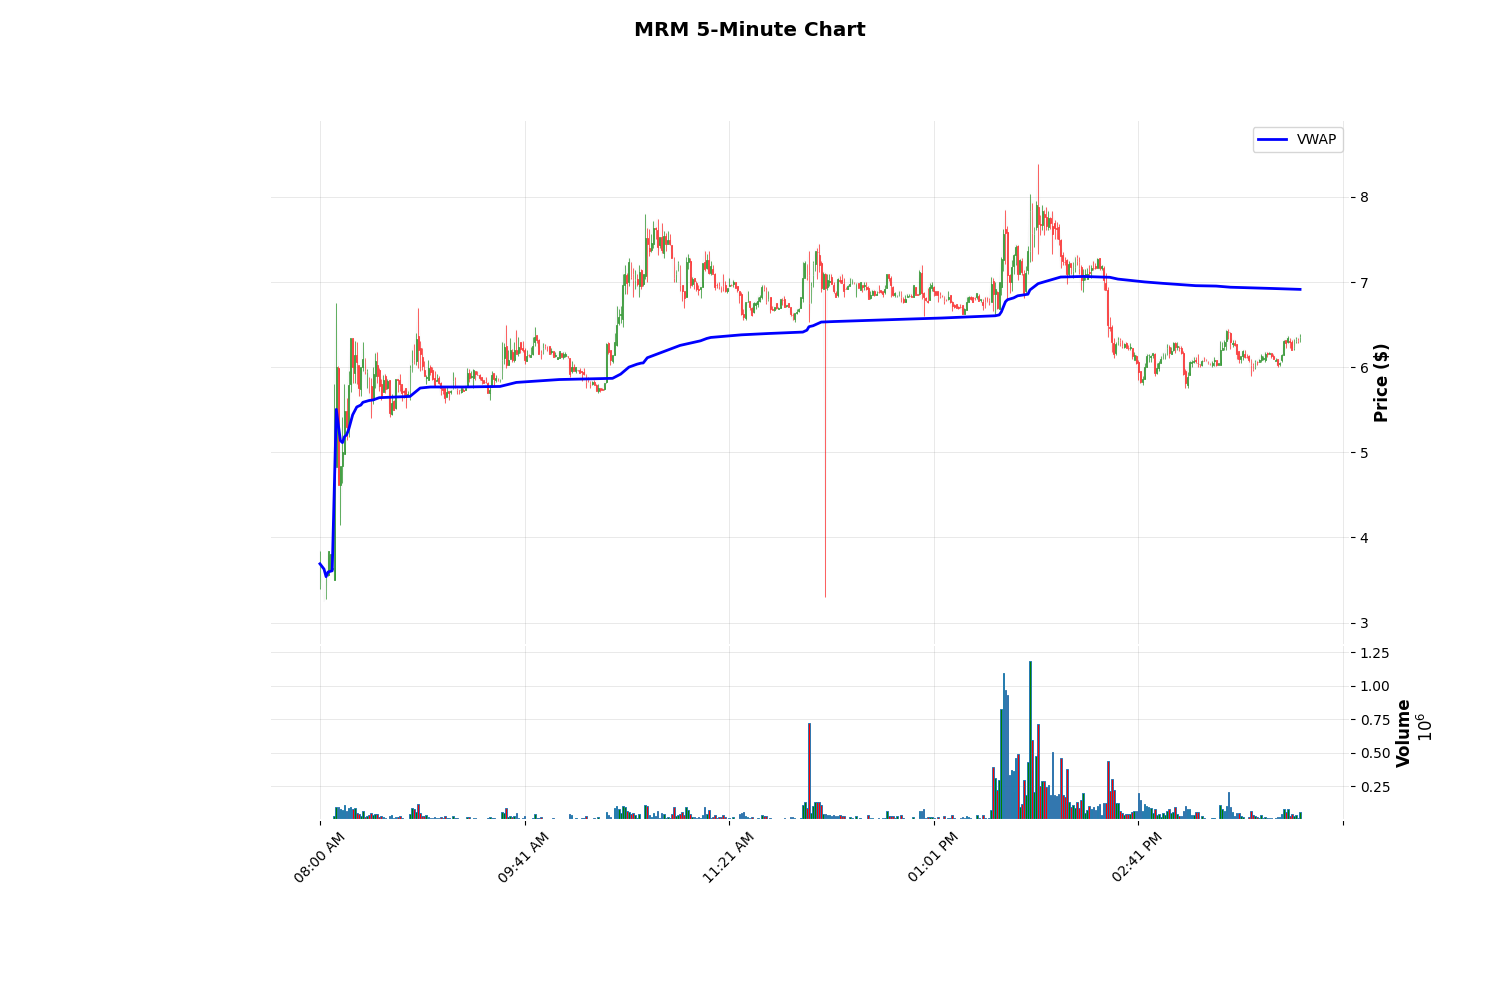 MRM 5-Minute Chart
VWAP
8
7
6
5
4
3
Price ($)
1.25
1.00
0.75
0.50
0.25
Volume
10^6
08:00 AM
09:41 AM
11:21 AM
01:01 PM
02:41 PM